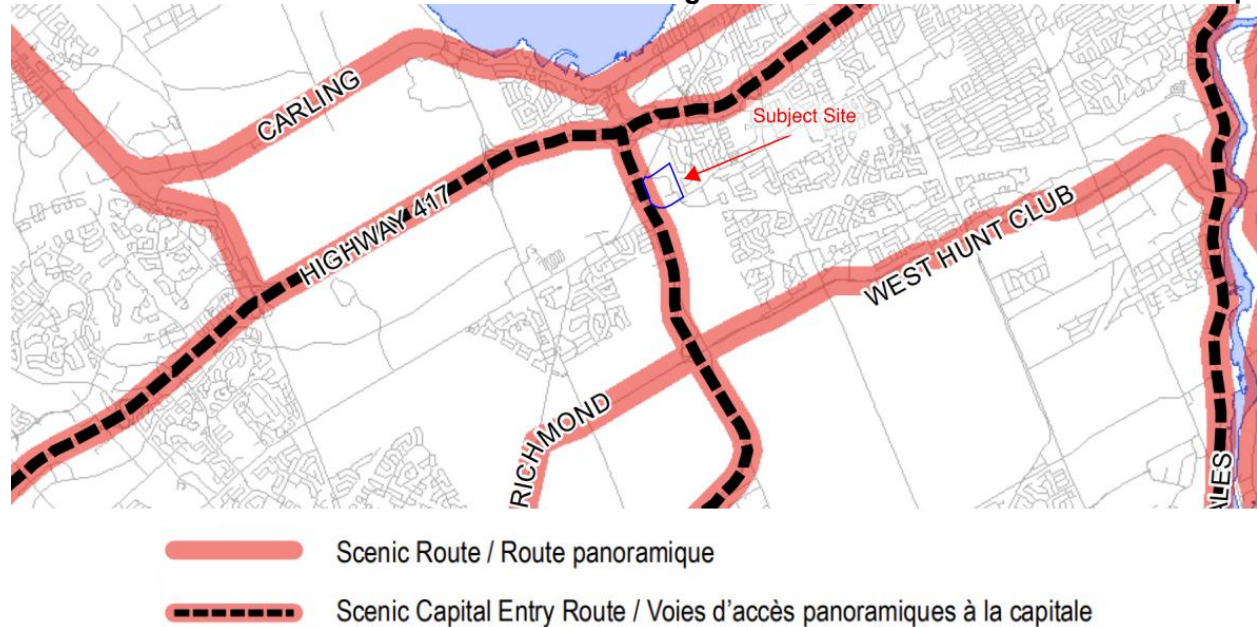 CARLING
Subject Site
HIGHWAY 417
WEST HUNT CLUB
RICHMOND
ALES
Scenic Route / Route panoramique
Scenic Capital Entry Route / Voies d'accès panoramiques à la capitale